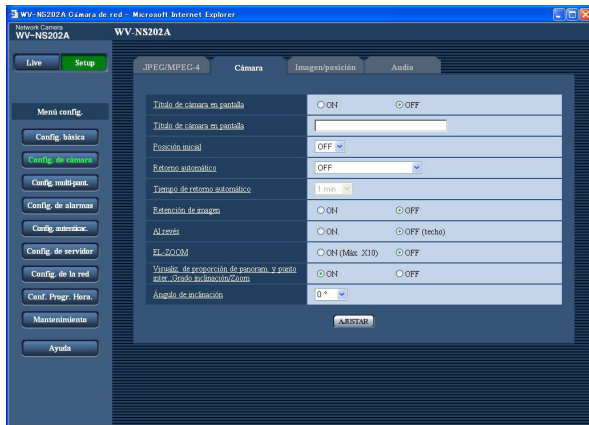 WV-NS202A Cámara de red - Microsoft Internet Explorer
Network Camera
WV-NS202A
WV-NS202A
Live
Setup
JPEG/MPEG-4
Cámara
Imagen/posición
Audio
Menú config.
Config. básica
Config. de cámara
Config. multi-pant.
Config. de alarmas
Config. autenticac.
Config. de servidor
Config. de la red
Conf. Progr. Hora.
Mantenimiento
Ayuda
Título de cámara en pantalla
ON
OFF
Título de cámara en pantalla
Posición inicial
OFF
Retorno automático
OFF
Tiempo de retorno automático
1 min
Retención de imagen
ON
OFF
Al revés
ON
OFF (techo)
EL-ZOOM
ON (Máx. X10)
OFF
Visualiz. de proporción de panorám. y punto
inter.,Grado inclinación/Zoom
ON
OFF
Ángulo de inclinación
0 °
AJUSTAR